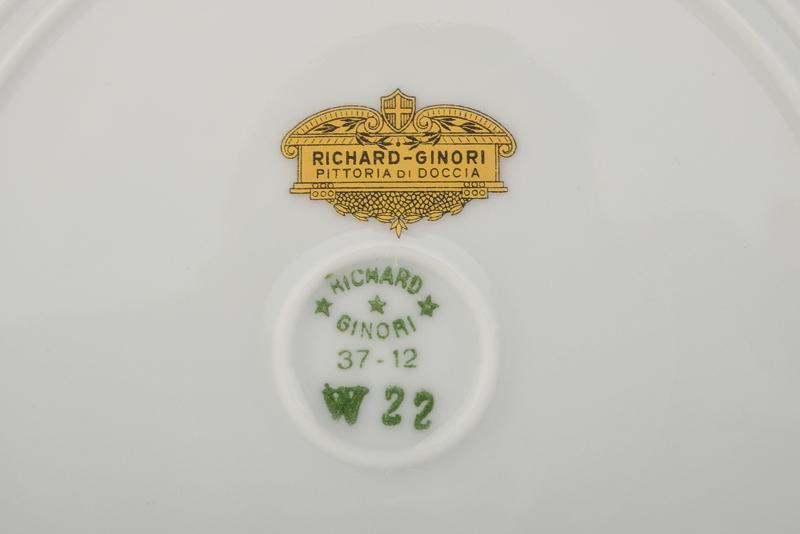 RICHARD-GINORI
PITTORIA DI DOCCIA
RICHARD
GINORI
37-12
W 22